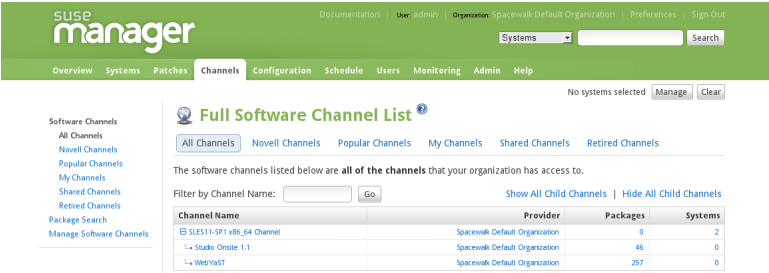 SUSE
manager
Documentation | User: admin | Organization: Spacewalk Default Organization | Preferences | Sign Out
Systems Search
Overview Systems Patches Channels Configuration Schedule Users Monitoring Admin Help
No systems selected Manage Clear
Software Channels
All Channels
Novell Channels
Popular Channels
My Channels
Shared Channels
Retired Channels
Package Search
Manage Software Channels
Full Software Channel List ?
All Channels Novell Channels Popular Channels My Channels Shared Channels Retired Channels
The software channels listed below are all of the channels that your organization has access to.
Filter by Channel Name: Go Show All Child Channels | Hide All Child Channels
Channel Name Provider Packages Systems
SLES11-SP1 x86_64 Channel Spacewalk Default Organization 0 2
Studio Onsite 1.1 Spacewalk Default Organization 46 0
WebYaST Spacewalk Default Organization 257 0